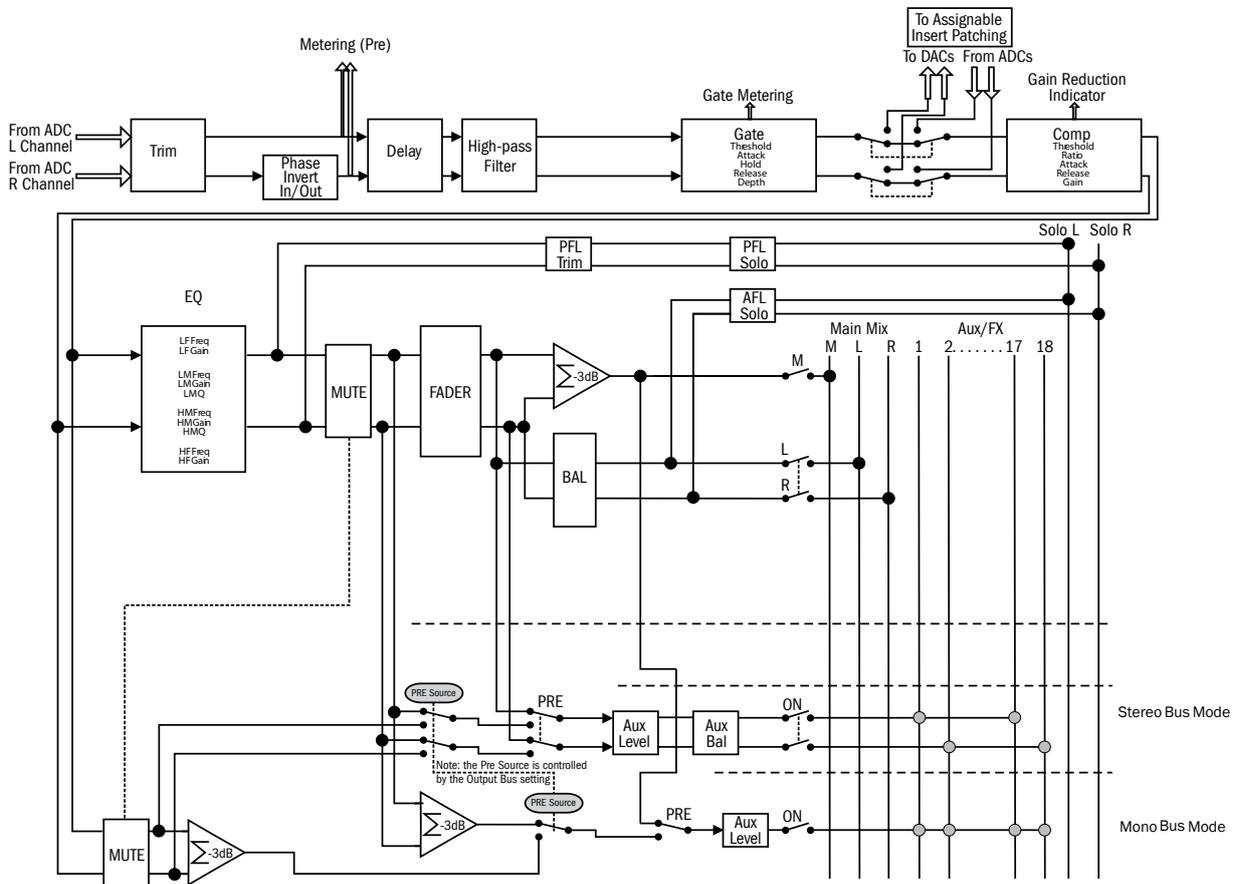 To Assignable
Insert Patching
Metering (Pre)
To DACs From ADCs
Gate Metering
Gain Reduction
Indicator
From ADC
L Channel
From ADC
R Channel
Trim
Phase
Invert
In/Out
Delay
High-pass
Filter
Gate
Threshold
Attack
Hold
Release
Depth
Comp
Threshold
Ratio
Attack
Release
Gain
Solo L Solo R
PFL
Trim
PFL
Solo
AFL
Solo
EQ
LF Freq
LF Gain
LM Freq
LM Gain
LM Q
HM Freq
HM Gain
HM Q
HF Freq
HF Gain
MUTE
FADER
Σ -3dB
BAL
Main Mix
M L R
Aux/FX
1 2.......17 18
M
L
R
PRE Source
PRE
Aux
Level
Aux
Bal
ON
Stereo Bus Mode
Note: the Pre Source is controlled
by the Output Bus setting
PRE Source
Σ -3dB
PRE
Aux
Level
ON
Mono Bus Mode
MUTE
Σ -3dB